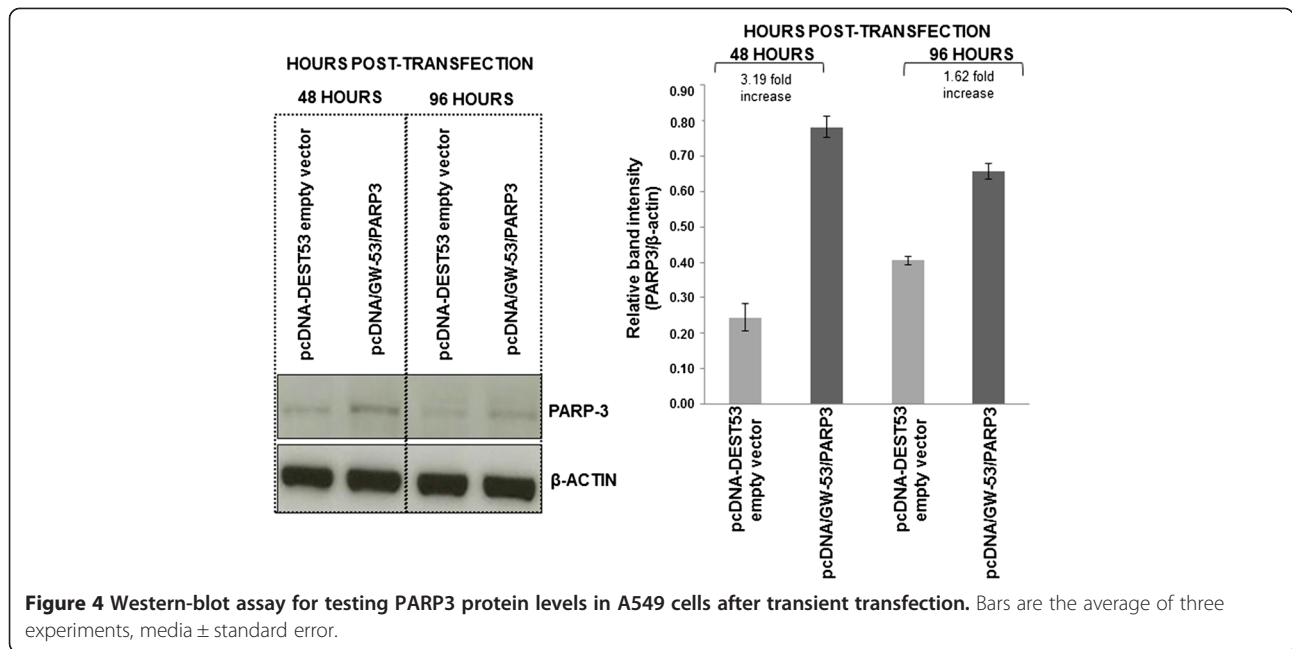 HOURS POST-TRANSFECTION
48 HOURS 96 HOURS
pcDNA-DEST53 empty vector
pcDNA/GW-53/PARP3
pcDNA-DEST53 empty vector
pcDNA/GW-53/PARP3
PARP-3
β-ACTIN
HOURS POST-TRANSFECTION
48 HOURS 96 HOURS
3.19 fold
increase
1.62 fold
increase
Relative band intensity
(PARP3/β-actin)
0.90
0.80
0.70
0.60
0.50
0.40
0.30
0.20
0.10
0.00
pcDNA-DEST53
empty vector
pcDNA/GW-53/PARP3
pcDNA-DEST53
empty vector
pcDNA/GW-53/PARP3
Figure 4 Western-blot assay for testing PARP3 protein levels in A549 cells after transient transfection. Bars are the average of three
experiments, media ± standard error.